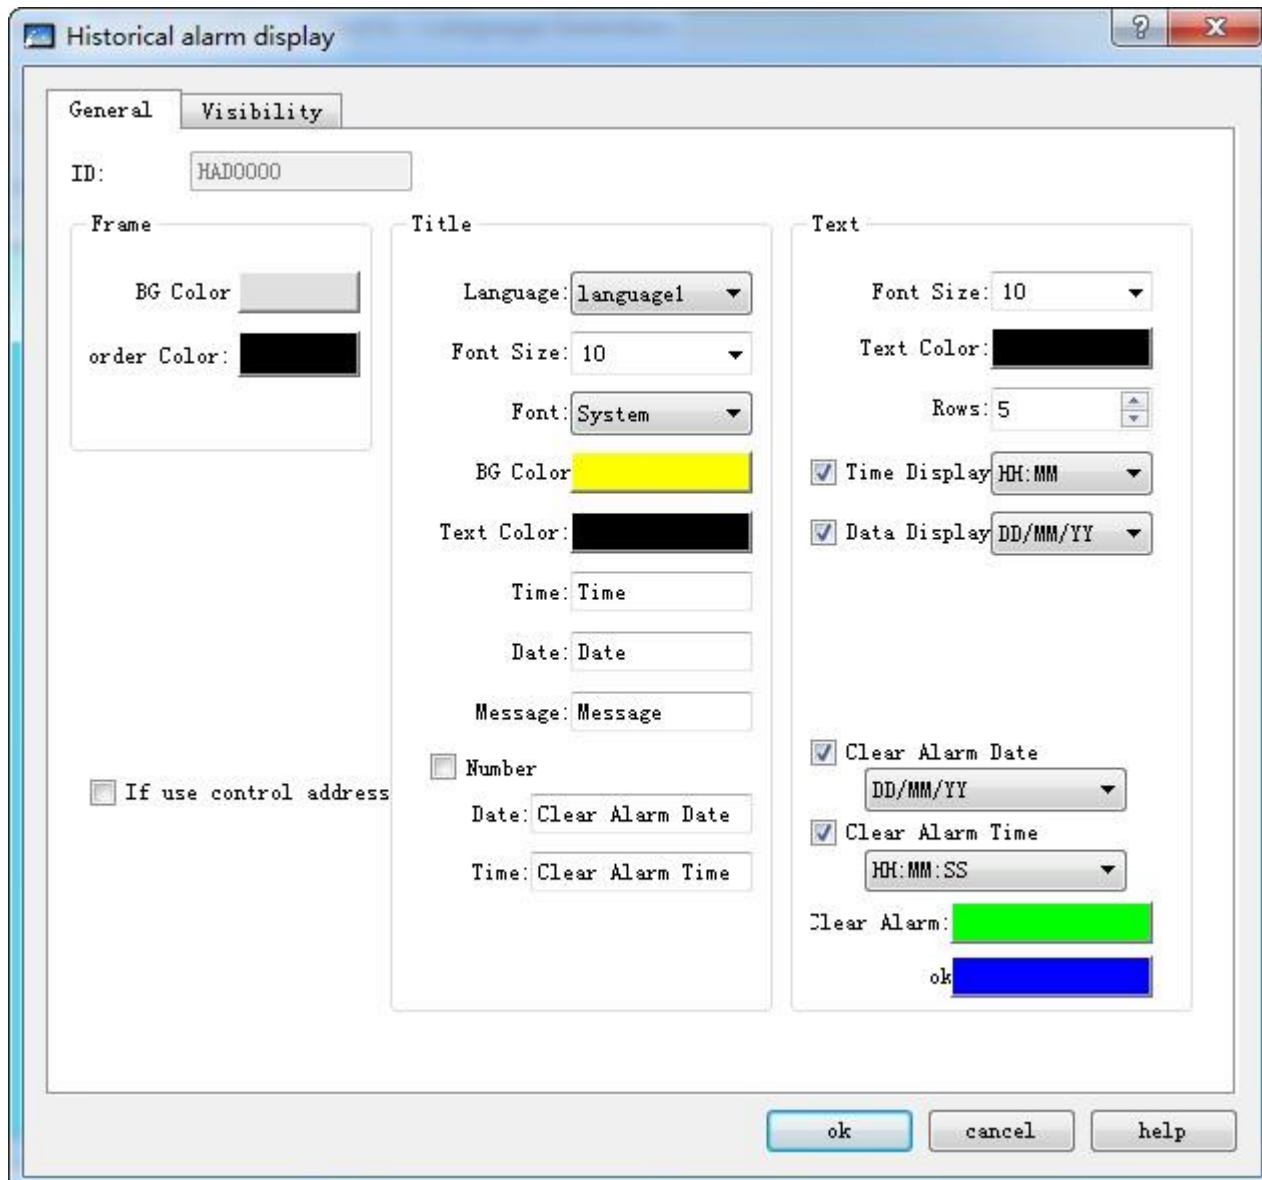 Historical alarm display
General
Visibility
ID: HAD0000
Frame
BG Color
order Color:
If use control address
Title
Language: language1
Font Size: 10
Font: System
BG Color
Text Color:
Time: Time
Date: Date
Message: Message
Number
Date: Clear Alarm Date
Time: Clear Alarm Time
Text
Font Size: 10
Text Color:
Rows: 5
Time Display HH:MM
Data Display DD/MM/YY
Clear Alarm Date
DD/MM/YY
Clear Alarm Time
HH:MM:SS
Clear Alarm:
ok
ok
cancel
help